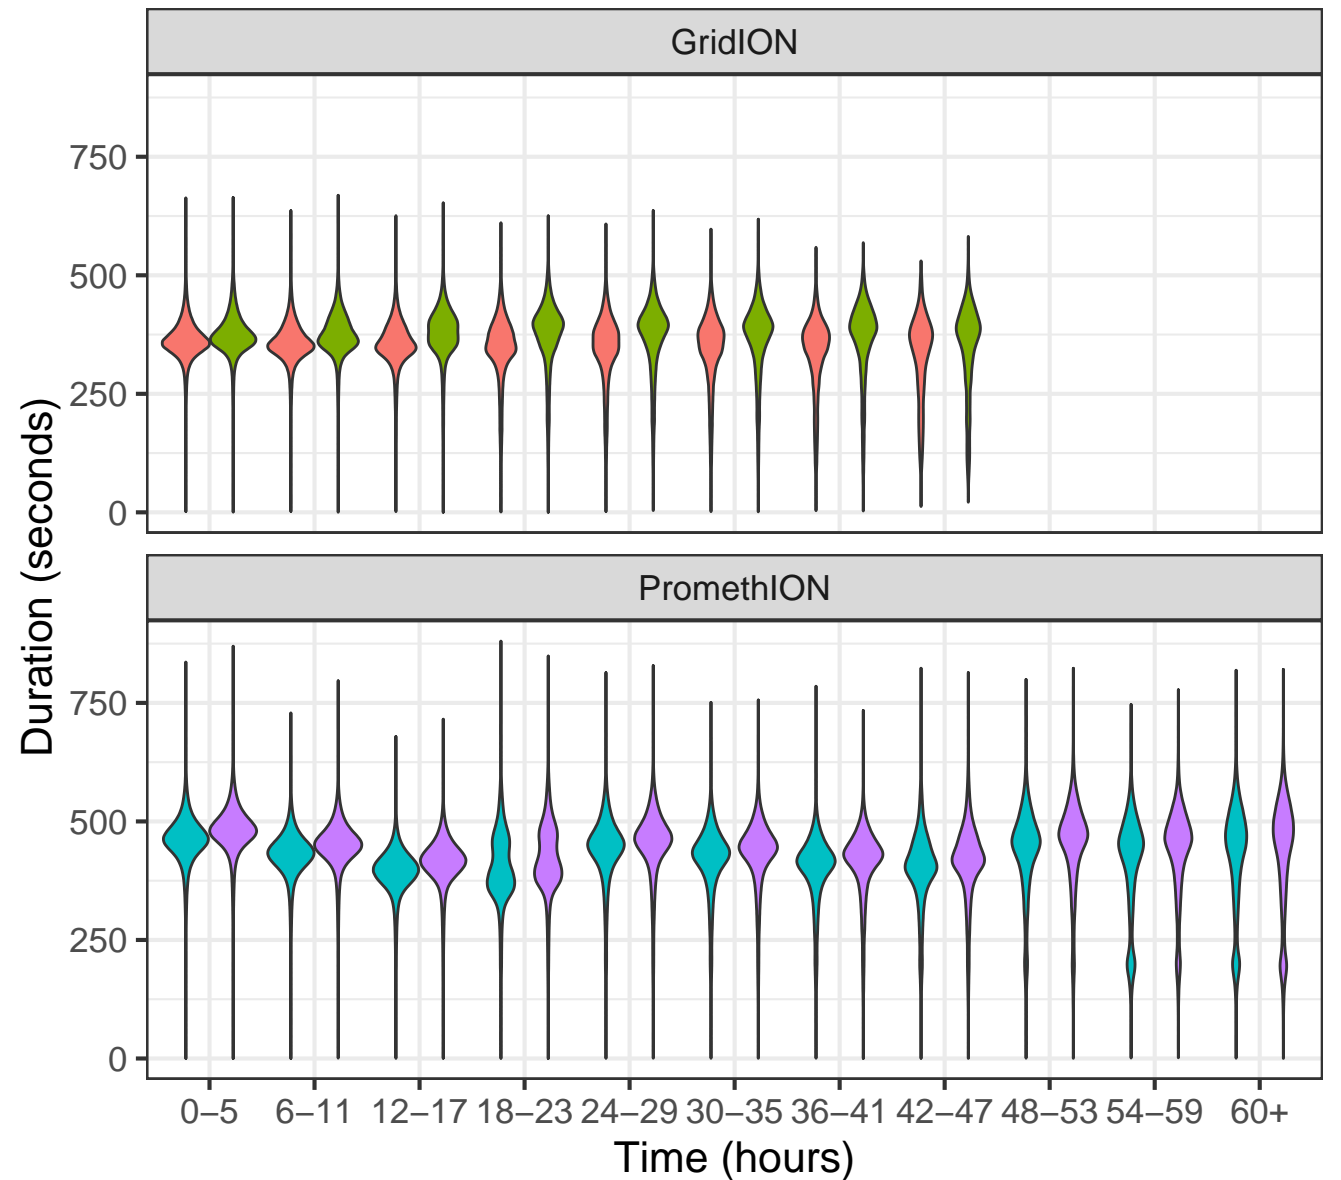 GridION
750
500
250
0
PromethION
750
500
250
0
0–5 6–11 12–17 18–23 24–29 30–35 36–41 42–47 48–53 54–59 60+
Time (hours)
Duration (seconds)